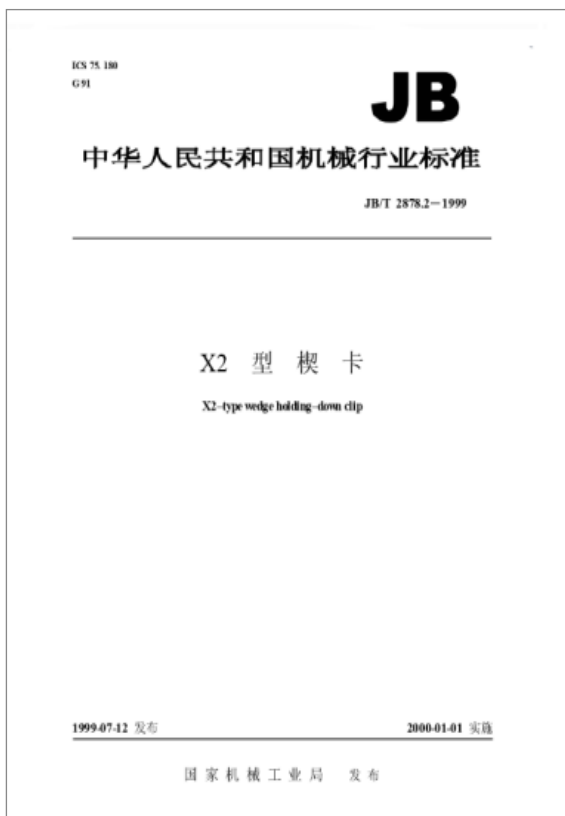 ICS 75.180
G 91
JB
中华人民共和国机械行业标准
JB/T 2878.2－1999
X2 型 楔 卡
X2-type wedge holding-down clip
1999-07-12 发布
2000-01-01 实施
国家机械工业局 发布